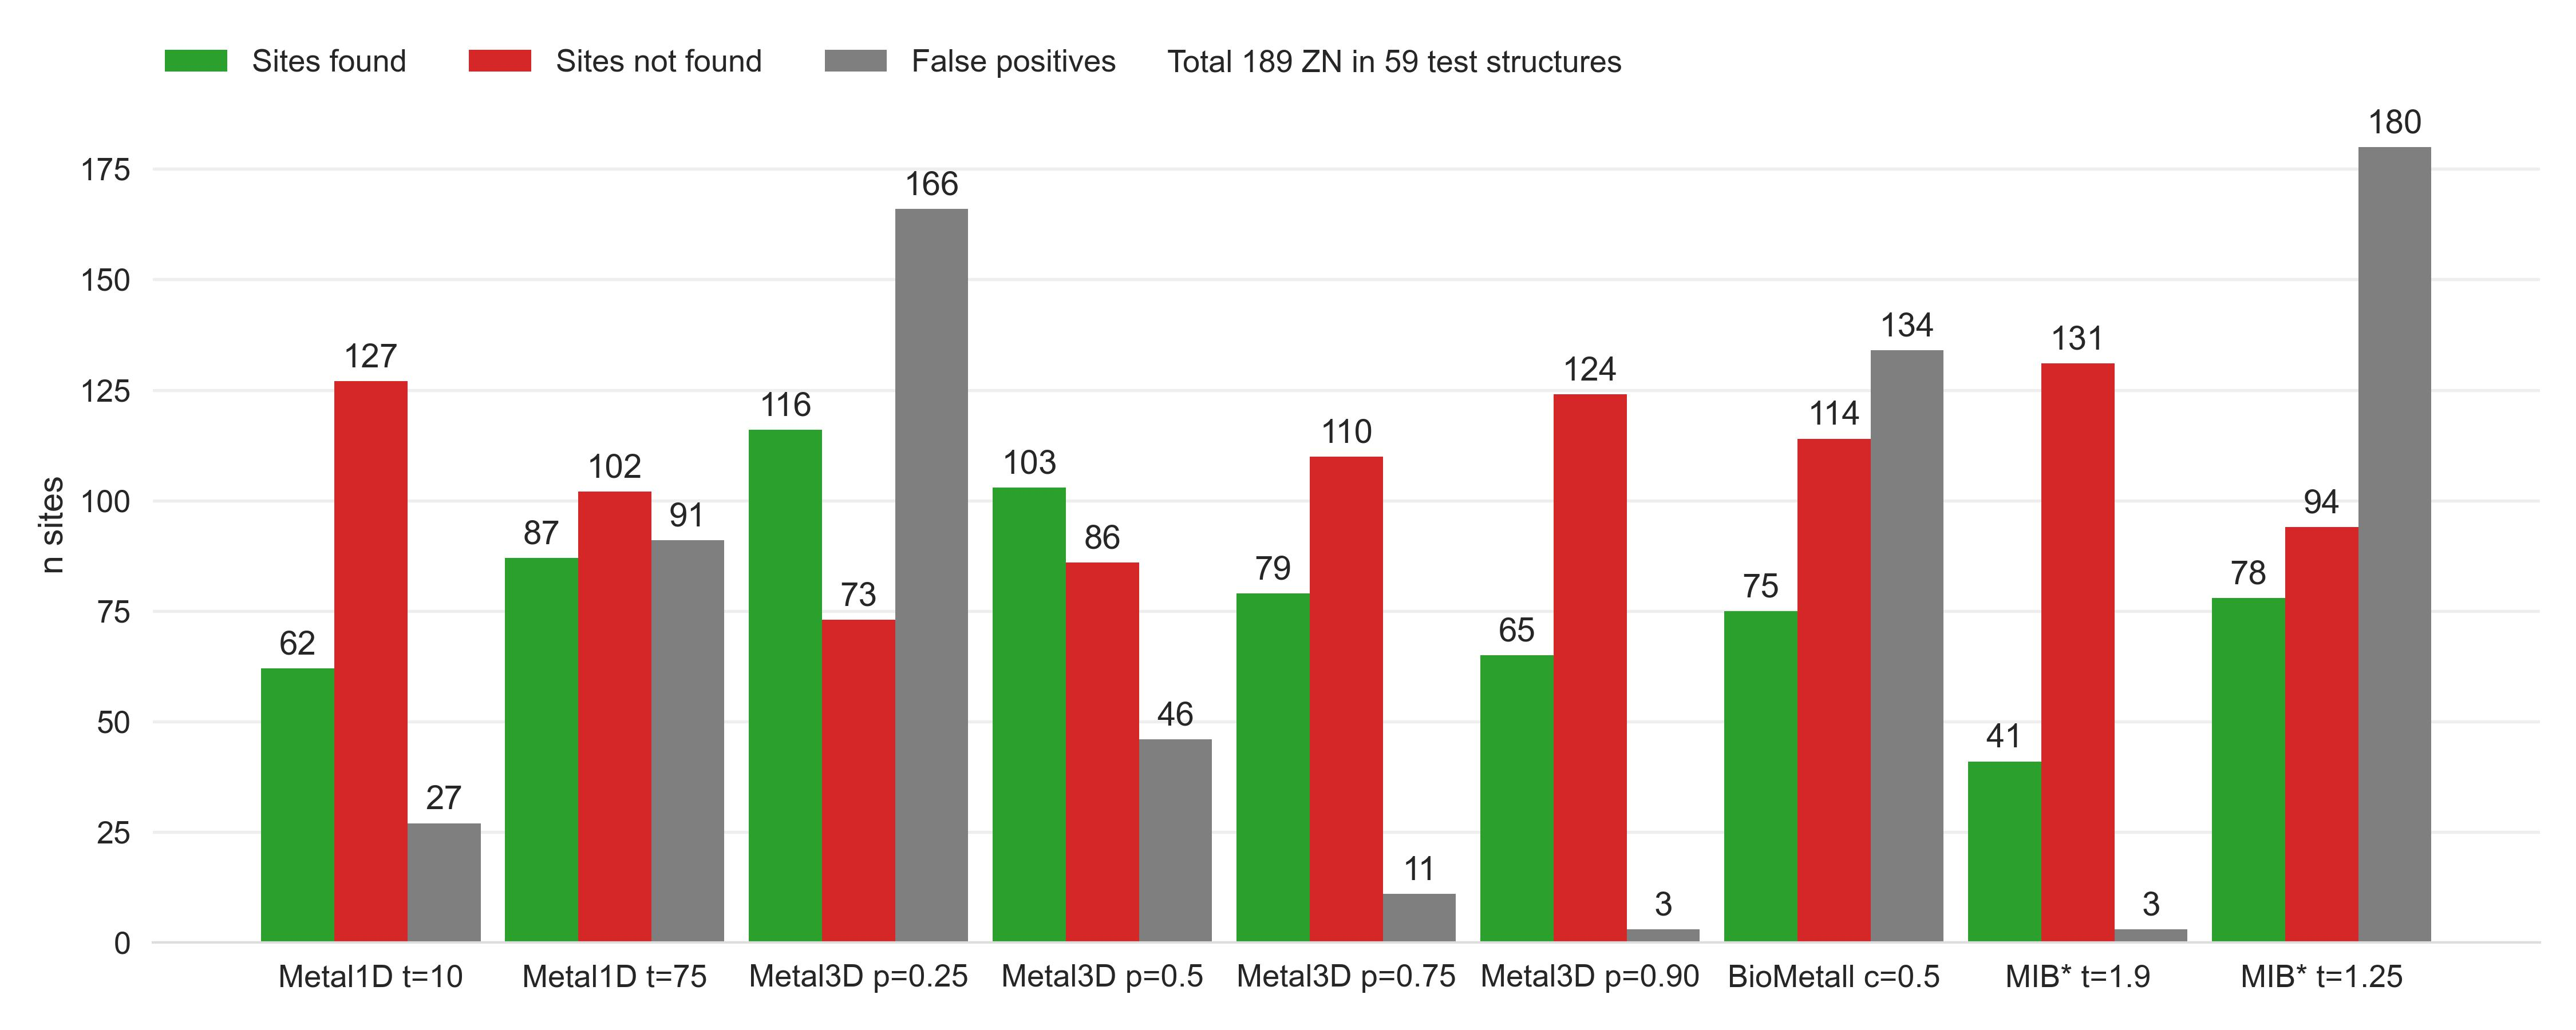 Sites found Sites not found False positives Total 189 ZN in 59 test structures
n sites
175
150
125
100
75
50
25
0
62 127 27
87 102 91
116 73 166
103 86 46
79 110 11
65 124 3
75 114 134
41 131 3
78 94 180
Metal1D t=10 Metal1D t=75 Metal3D p=0.25 Metal3D p=0.5 Metal3D p=0.75 Metal3D p=0.90 BioMetall c=0.5 MIB* t=1.9 MIB* t=1.25